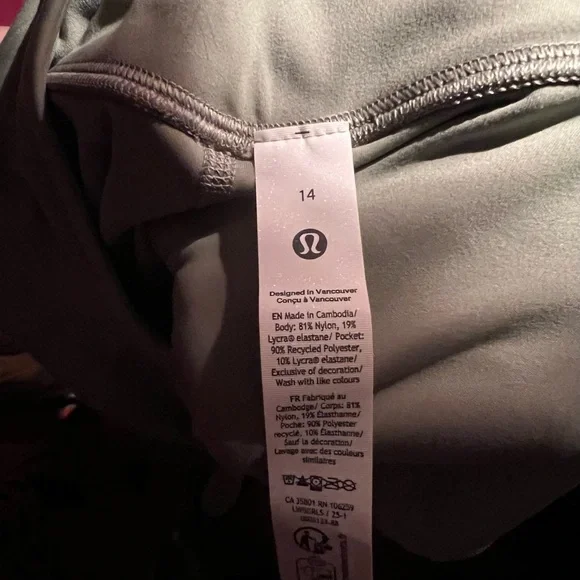 14
Designed in Vancouver
Conçu à Vancouver
EN Made in Cambodia/
Body: 81% Nylon, 19%
Lycra® elastane/ Pocket:
90% Recycled Polyester,
10% Lycra® elastane/
Exclusive of decoration/
Wash with like colours
FR Fabriqué au
Cambodge/ Corps: 81%
Nylon, 19% Élasthanne/
Poche: 90% Polyester
recyclé, 10% Élasthanne/
Sauf la décoration/
Lavage avec des couleurs
similaires
CA 35801 RN 106259
/ 23-1